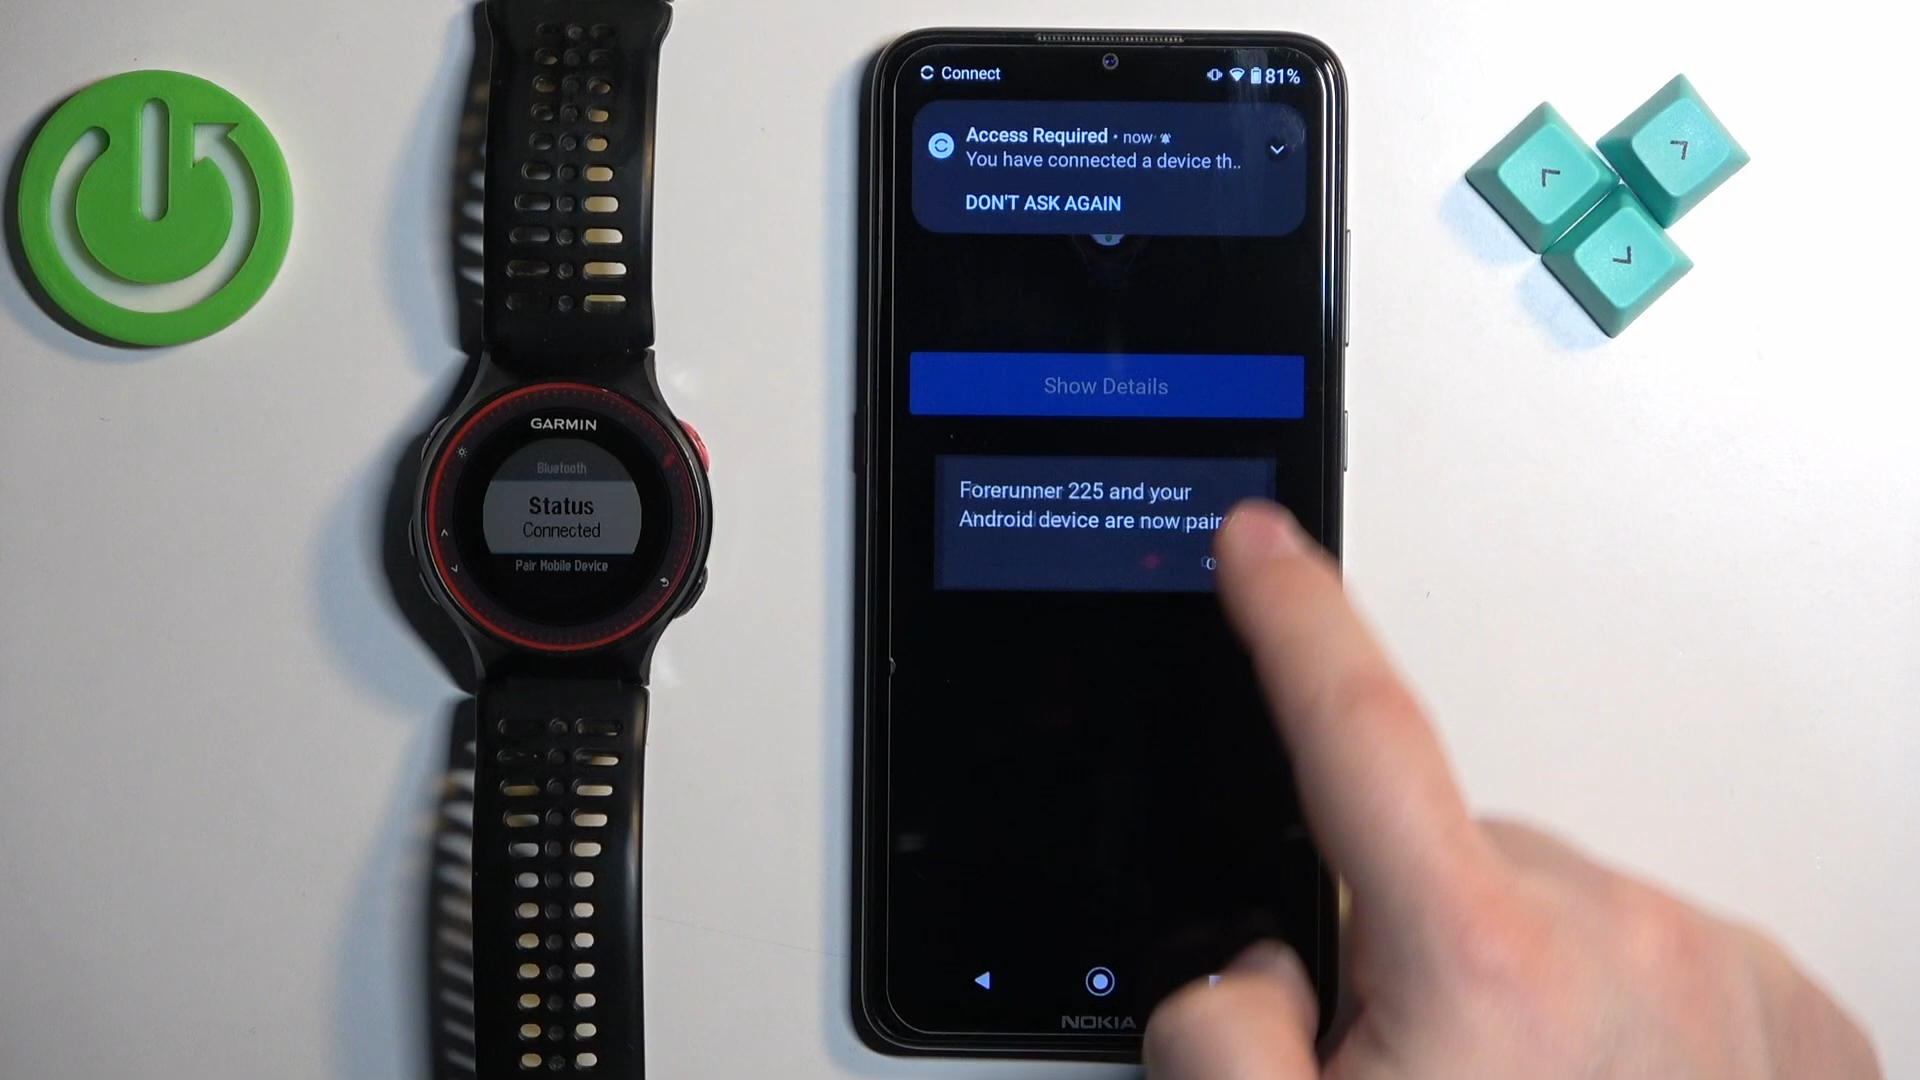 GARMIN
Bluetooth
Status
Connected
Pair Mobile Device
Connect
81%
Access Required • now
You have connected a device th..
DON'T ASK AGAIN
Show Details
Forerunner 225 and your
Android device are now
NOKIA